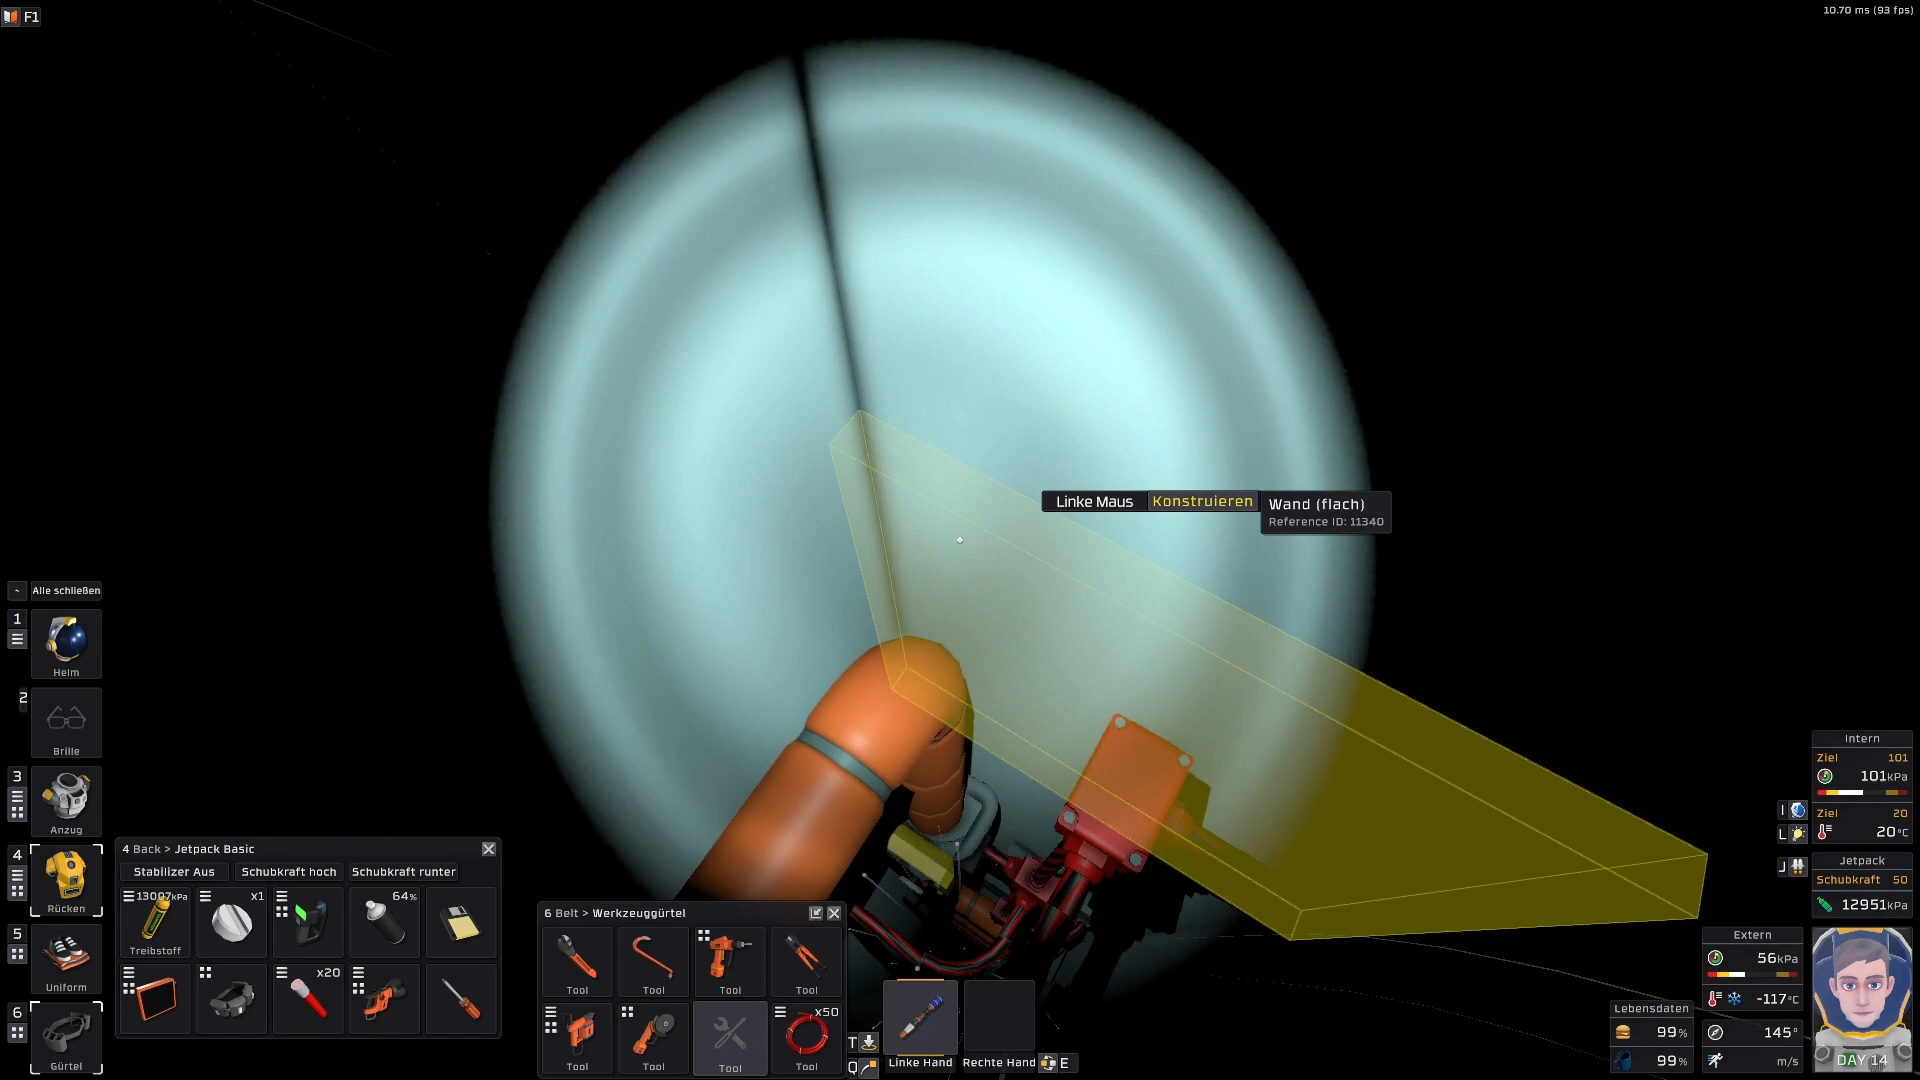 F1
10.70 ms (93 fps)
Linke Maus
Konstruieren
Wand (flach)
Reference ID: 11340
~
Alle schließen
1
Helm
2
Brille
3
Anzug
4
Rücken
5
Uniform
6
Gürtel
4 Back > Jetpack Basic
Stabilizer Aus
Schubkraft hoch
Schubkraft runter
13097kPa
Treibstoff
x1
64%
x20
6 Belt > Werkzeuggürtel
Tool
Tool
Tool
Tool
Tool
Tool
Tool
x50
Tool
T
Q
Linke Hand
Rechte Hand
E
Intern
Ziel 101
101kPa
Ziel 20
20°C
I
L
J
Jetpack
Schubkraft 50
12951kPa
Extern
56kPa
-117°C
145°
m/s
Lebensdaten
99%
99%
DAY 14